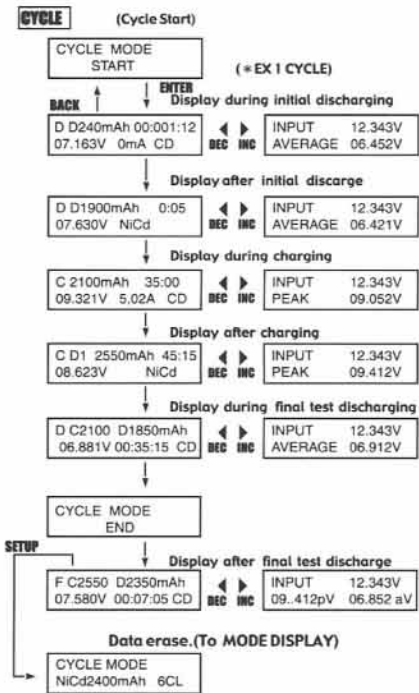 CYCLE (Cycle Start)
CYCLE MODE
START
(*EX 1 CYCLE)
BACK ENTER
Display during initial discharging
D D240mAh 00:001:12
07.163V 0mA CD
DEC INC
INPUT 12.343V
AVERAGE 06.452V
Display after initial discarge
D D1900mAh 0:05
07.630V NiCd
DEC INC
INPUT 12.343V
AVERAGE 06.421V
Display during charging
C 2100mAh 35:00
09.321V 5.02A CD
DEC INC
INPUT 12.343V
PEAK 09.052V
Display after charging
C D1 2550mAh 45:15
08.623V NiCd
DEC INC
INPUT 12.343V
PEAK 09.412V
Display during final test discharging
D C2100 D1850mAh
06.881V 00:35:15 CD
DEC INC
INPUT 12.343V
AVERAGE 06.912V
CYCLE MODE
END
SETUP
Display after final test discharge
F C2550 D2350mAh
07.580V 00:07:05 CD
DEC INC
INPUT 12.343V
09..412pV 06.852 aV
Data erase.(To MODE DISPLAY)
CYCLE MODE
NiCd2400mAh 6CL